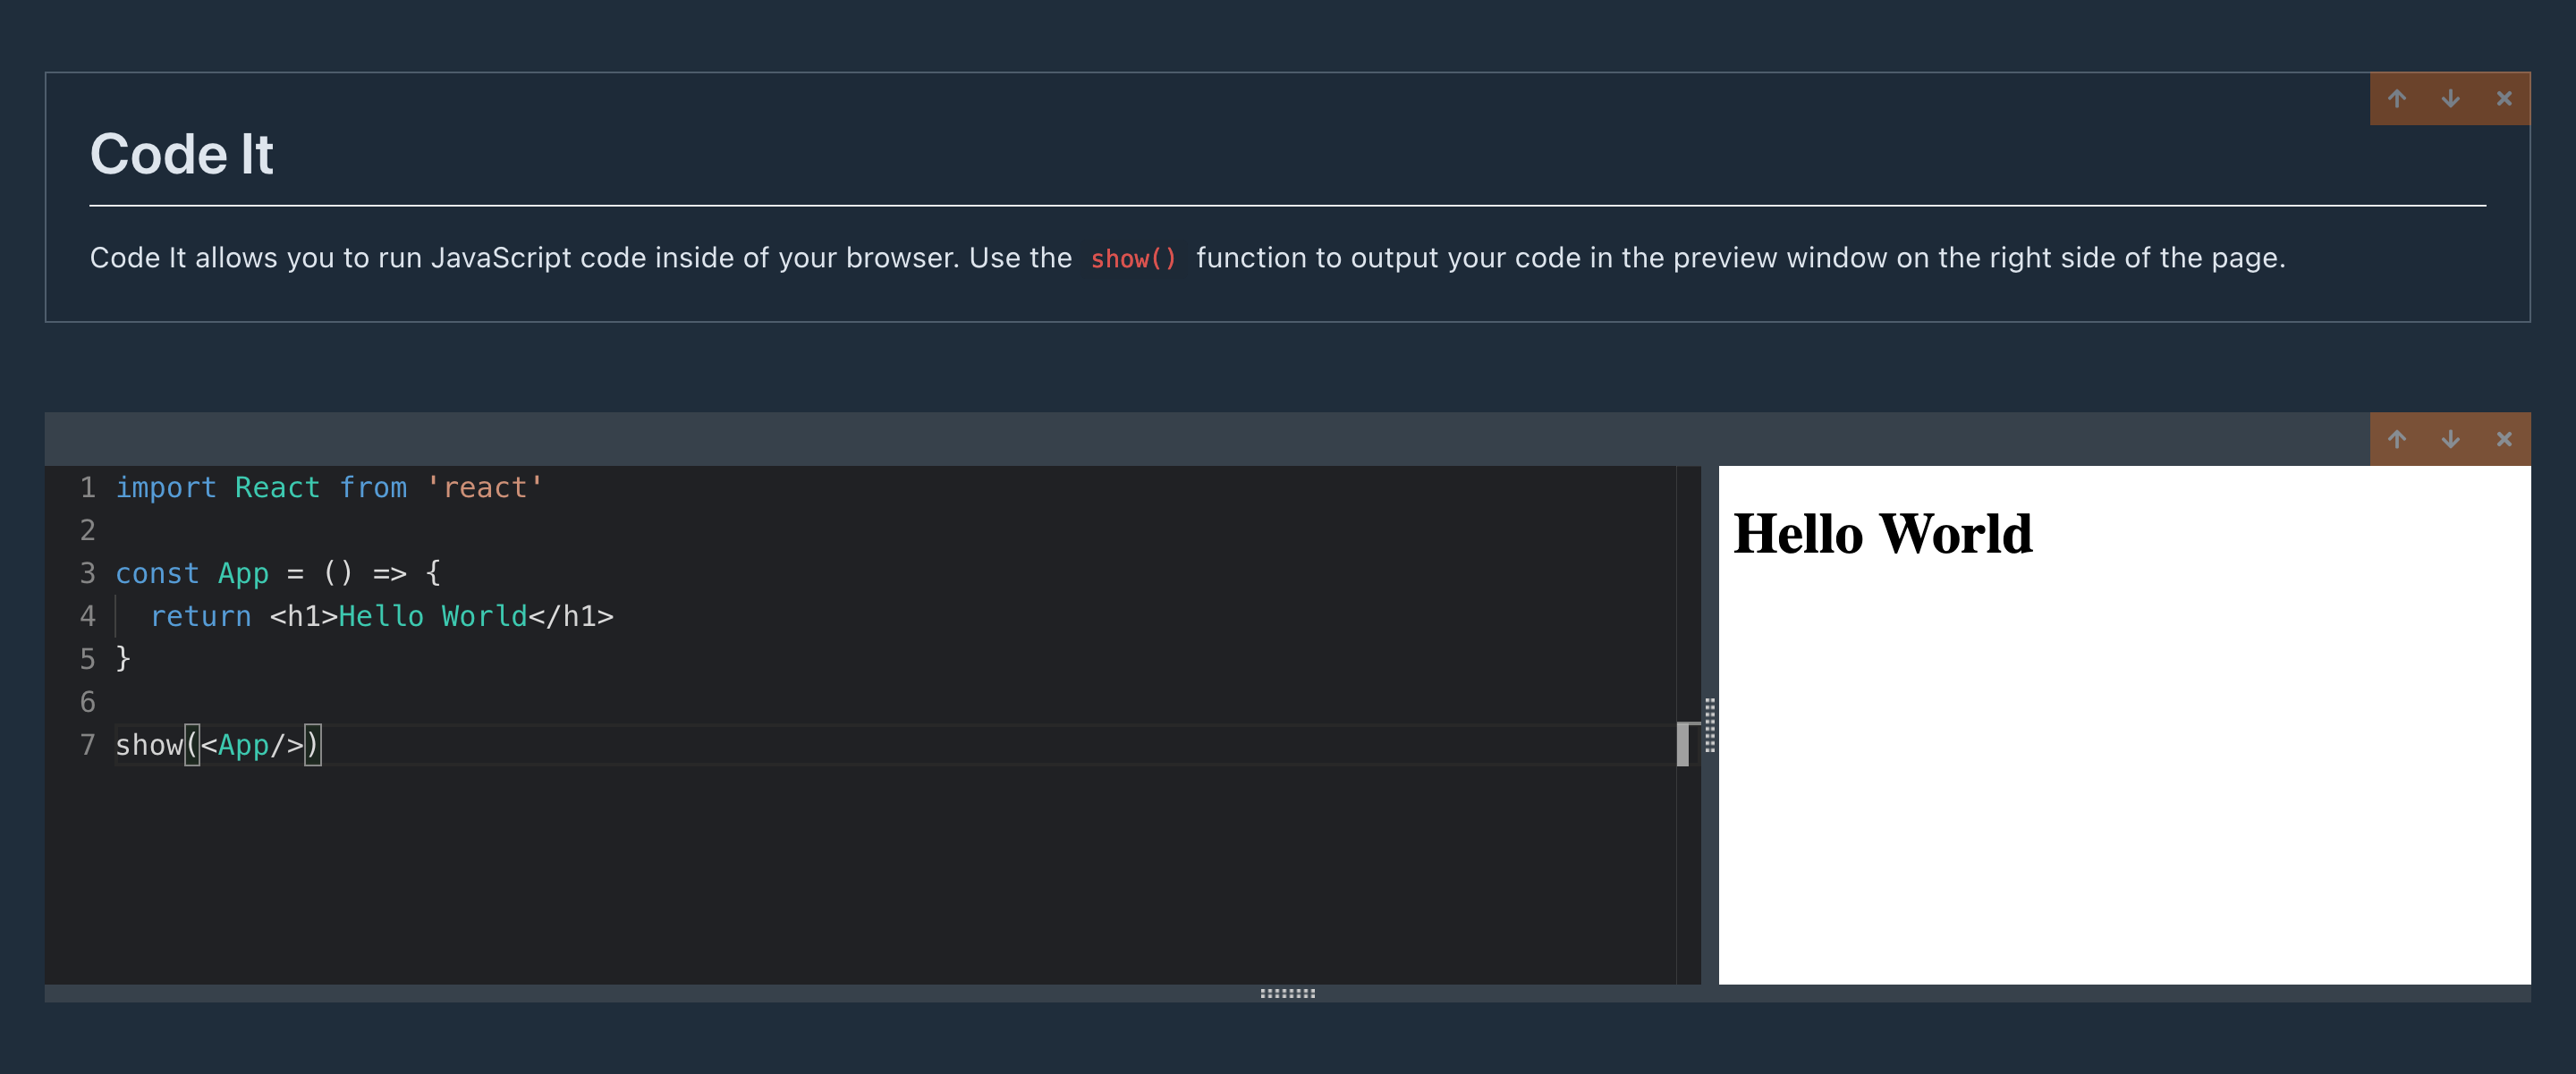 Code It
Code It allows you to run JavaScript code inside of your browser. Use the show() function to output your code in the preview window on the right side of the page.
1 import React from 'react'
2
3 const App = () => {
4   return <h1>Hello World</h1>
5 }
6
7 show(<App/>)
Hello World